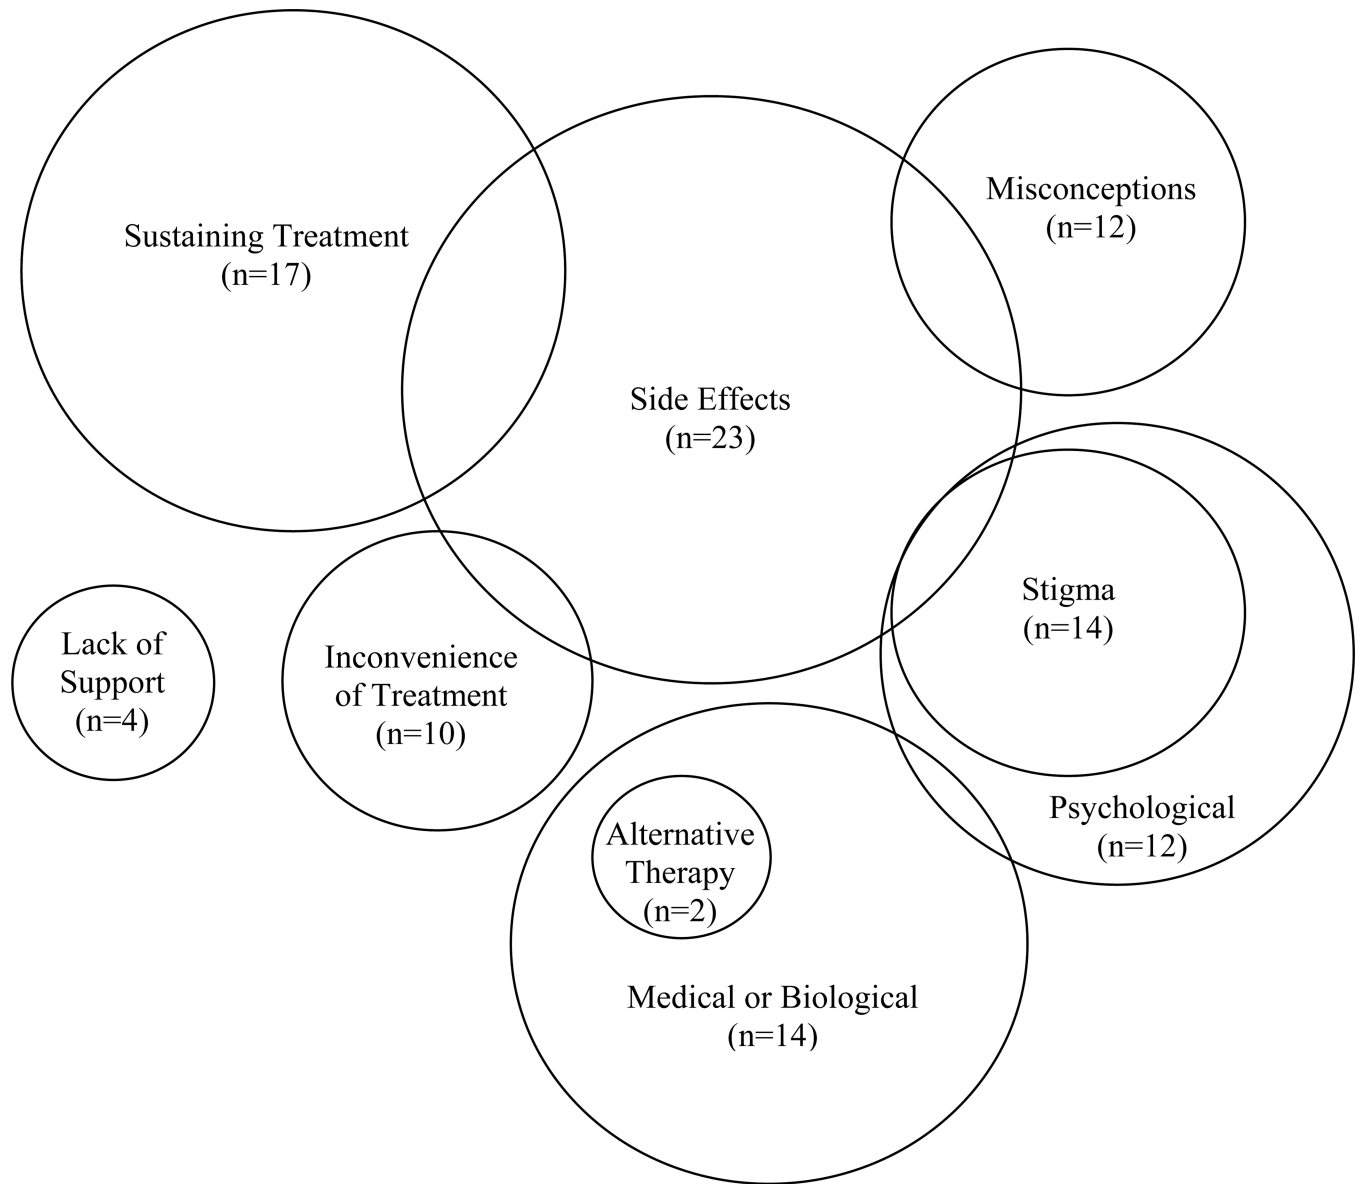 Misconceptions
(n=12)
Sustaining Treatment
(n=17)
Side Effects
(n=23)
Stigma
(n=14)
Lack of
Support
(n=4)
Inconvenience
of Treatment
(n=10)
Psychological
(n=12)
Alternative
Therapy
(n=2)
Medical or Biological
(n=14)